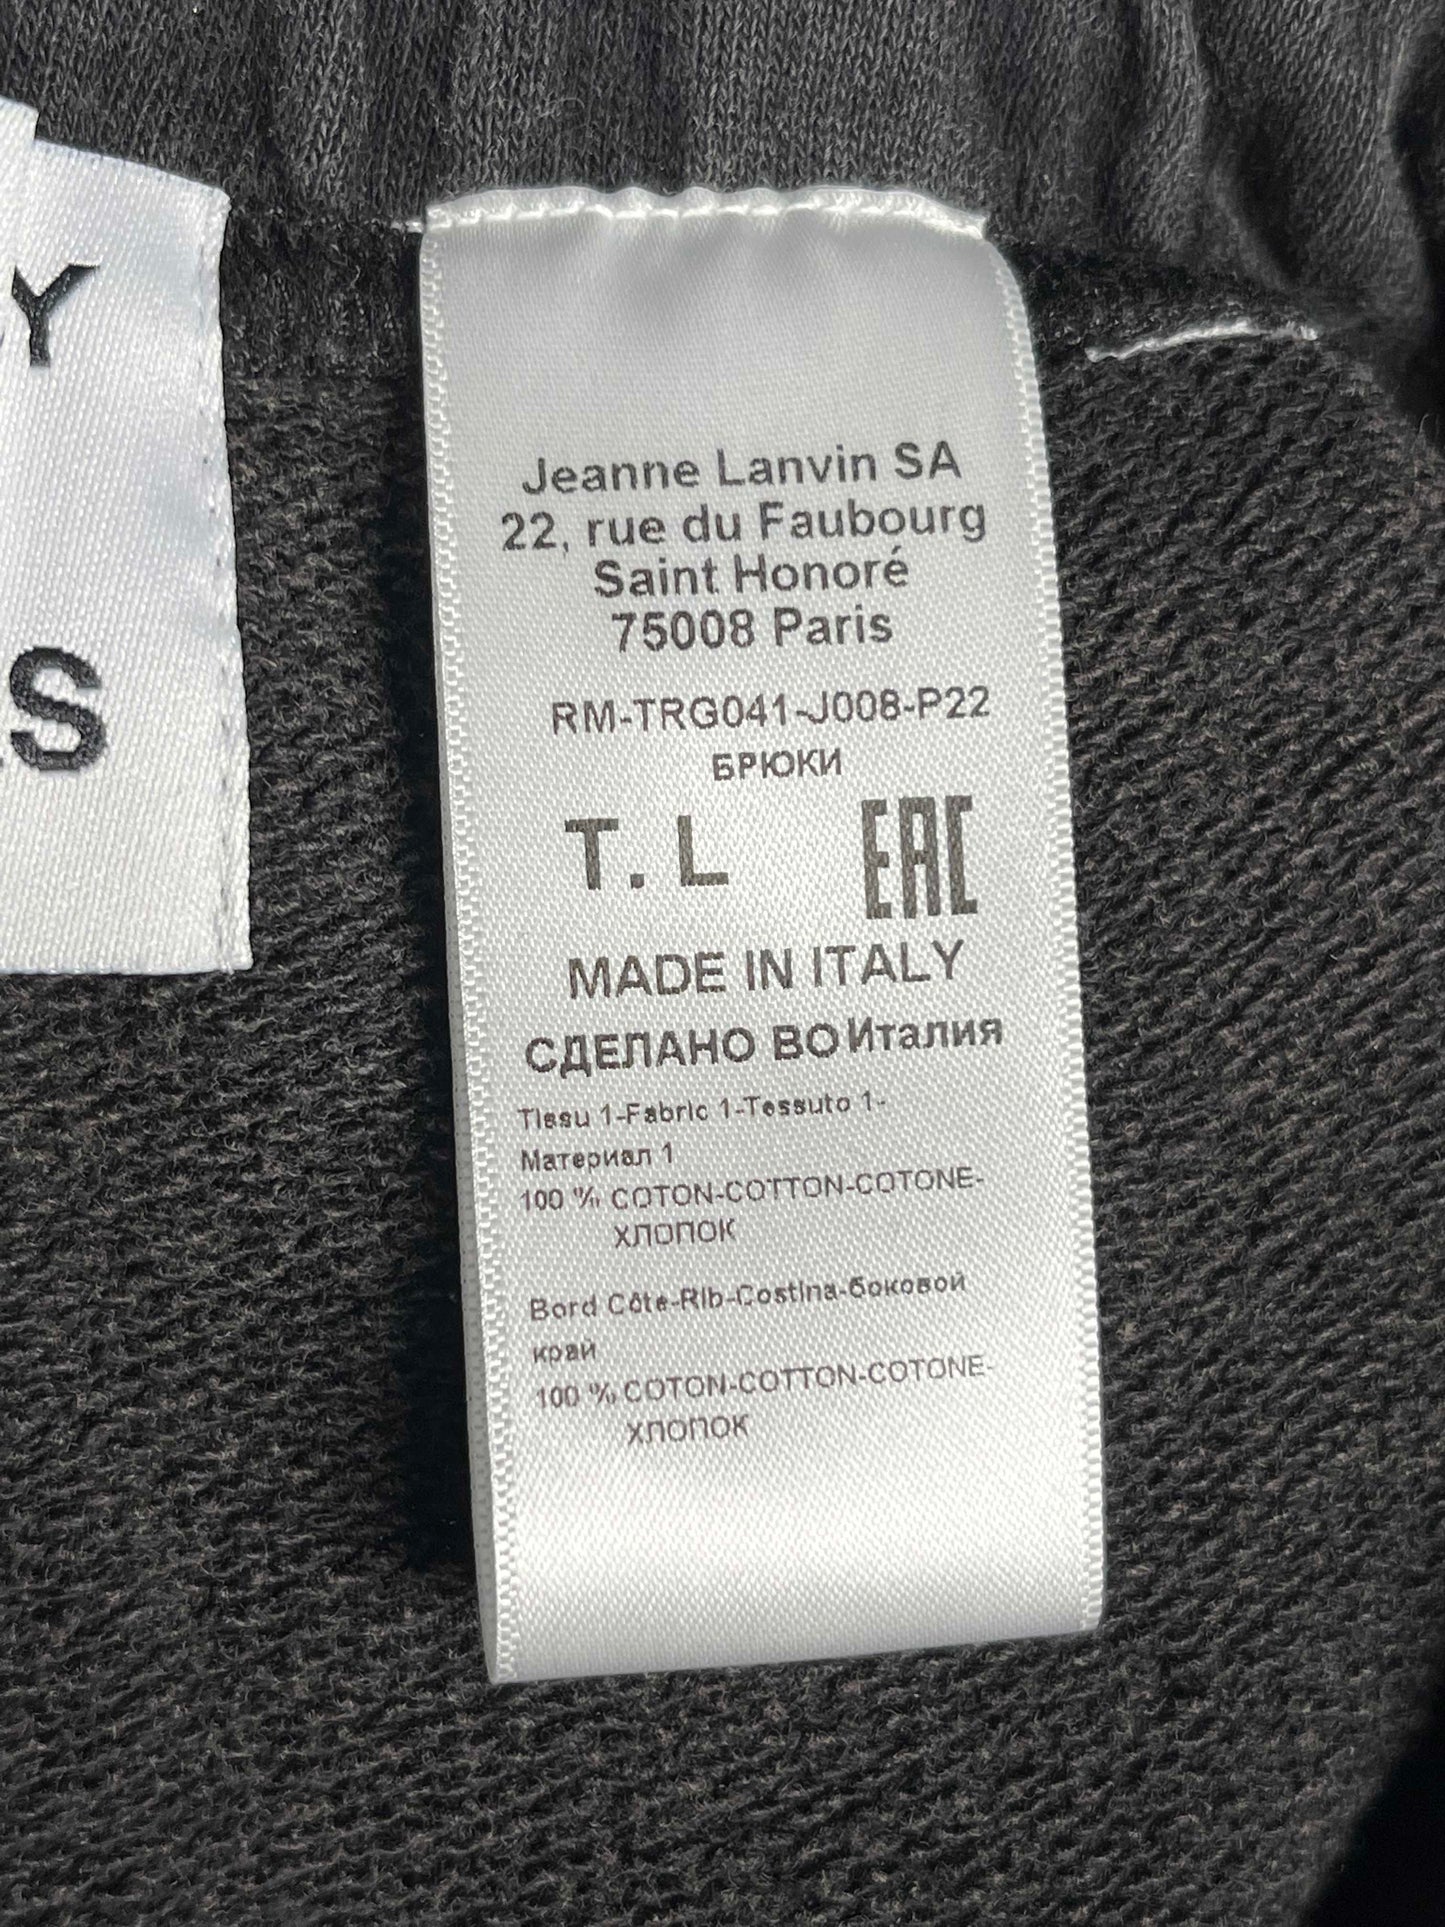 Y
S
Jeanne Lanvin SA
22, rue du Faubourg
Saint Honoré
75008 Paris
RM-TRG041-J008-P22
БРЮКИ
T. L EAC
MADE IN ITALY
СДЕЛАНО ВО Италия
Tissu 1-Fabric 1-Tessuto 1-
Материал 1
100 % COTON-COTTON-COTONE-
ХЛОПОК
Bord Côte-Rib-Costina-боковой
край
100 % COTON-COTTON-COTONE-
ХЛОПОК